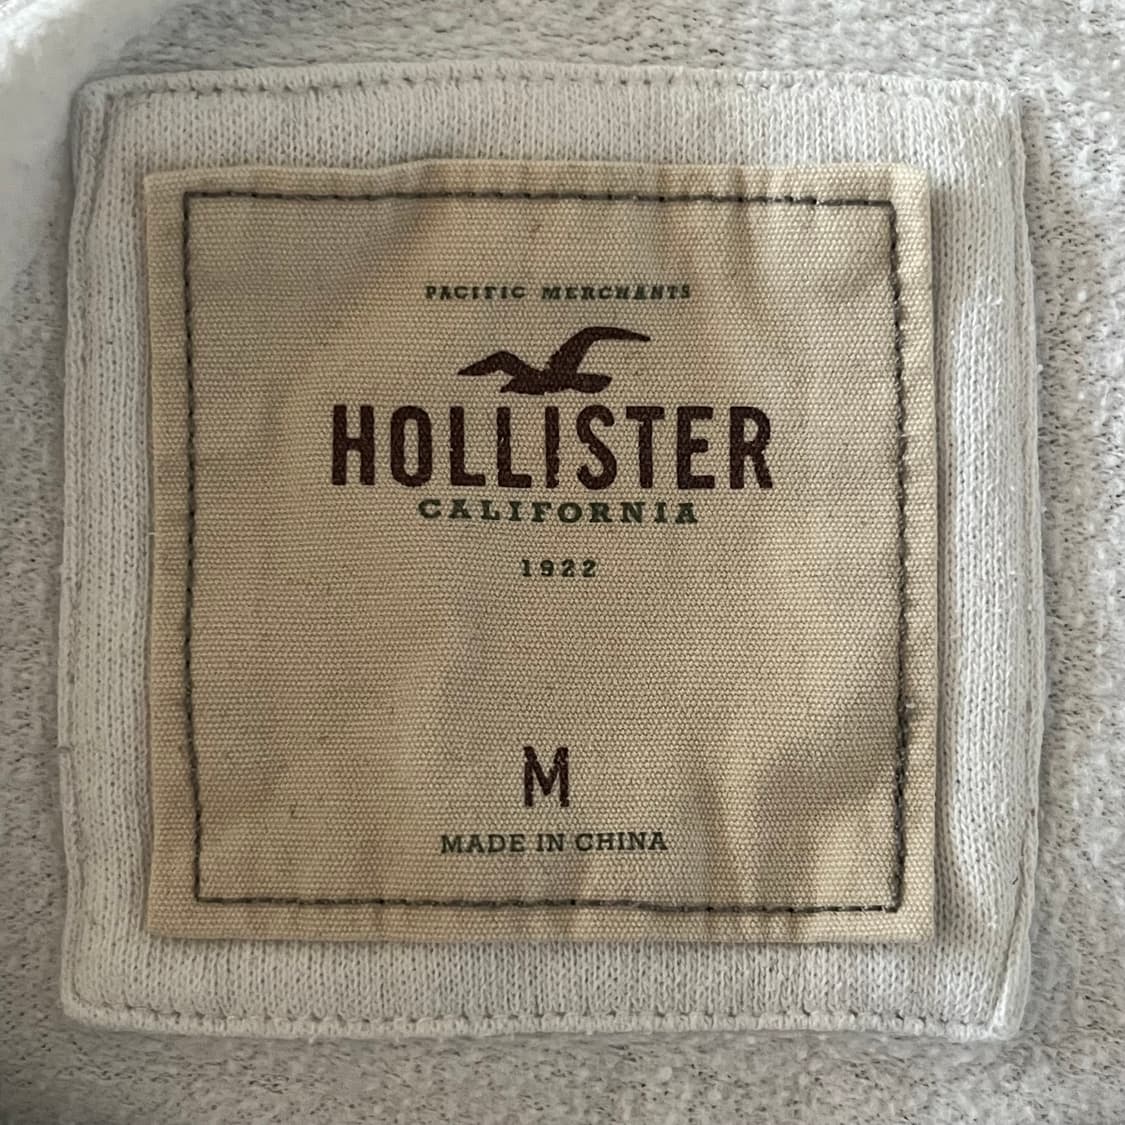 PACIFIC MERCHANTS
HOLLISTER
CALIFORNIA
1922
M
MADE IN CHINA